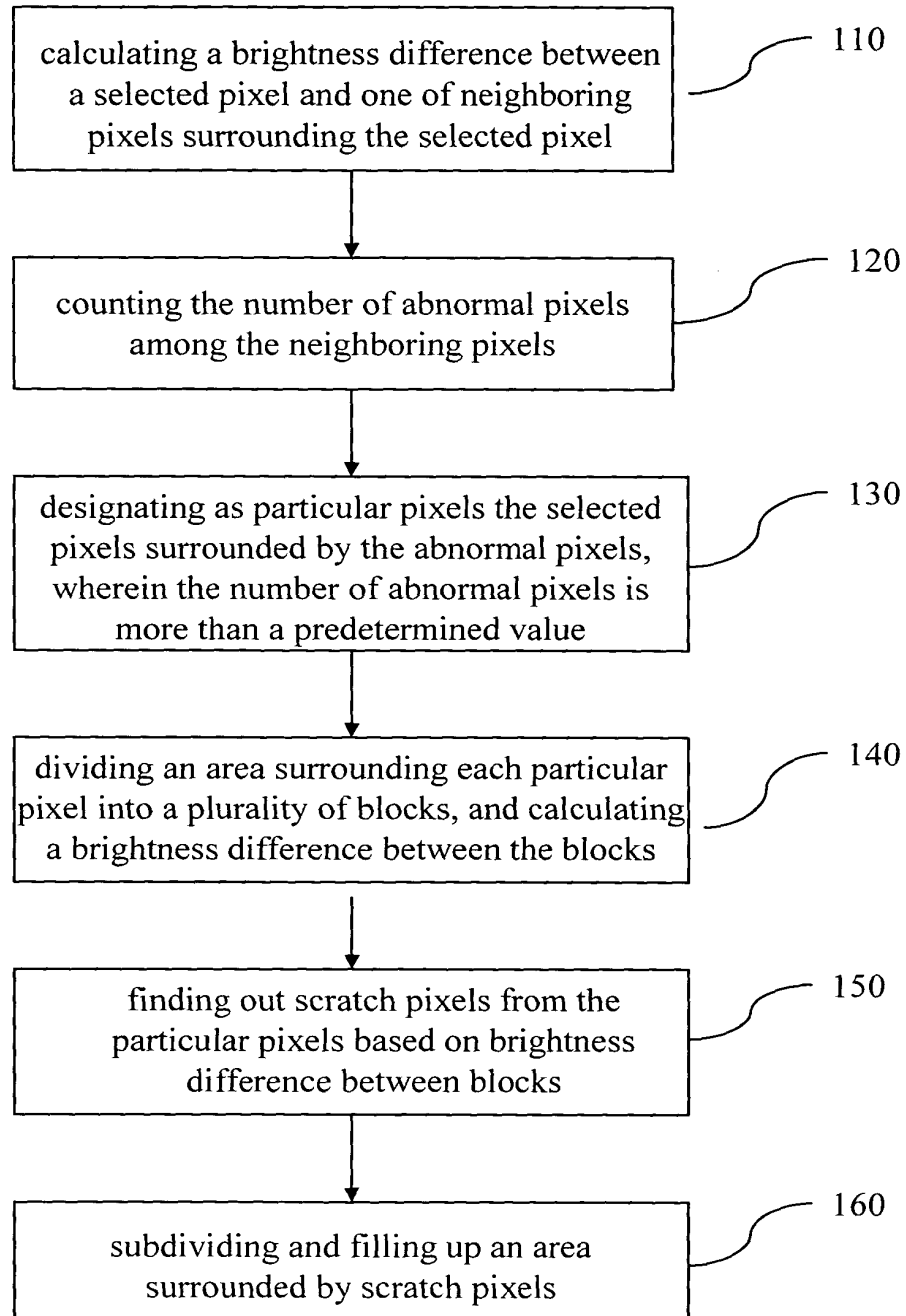 calculating a brightness difference between
a selected pixel and one of neighboring
pixels surrounding the selected pixel
110
counting the number of abnormal pixels
among the neighboring pixels
120
designating as particular pixels the selected
pixels surrounded by the abnormal pixels,
wherein the number of abnormal pixels is
more than a predetermined value
130
dividing an area surrounding each particular
pixel into a plurality of blocks, and calculating
a brightness difference between the blocks
140
finding out scratch pixels from the
particular pixels based on brightness
difference between blocks
150
subdividing and filling up an area
surrounded by scratch pixels
160